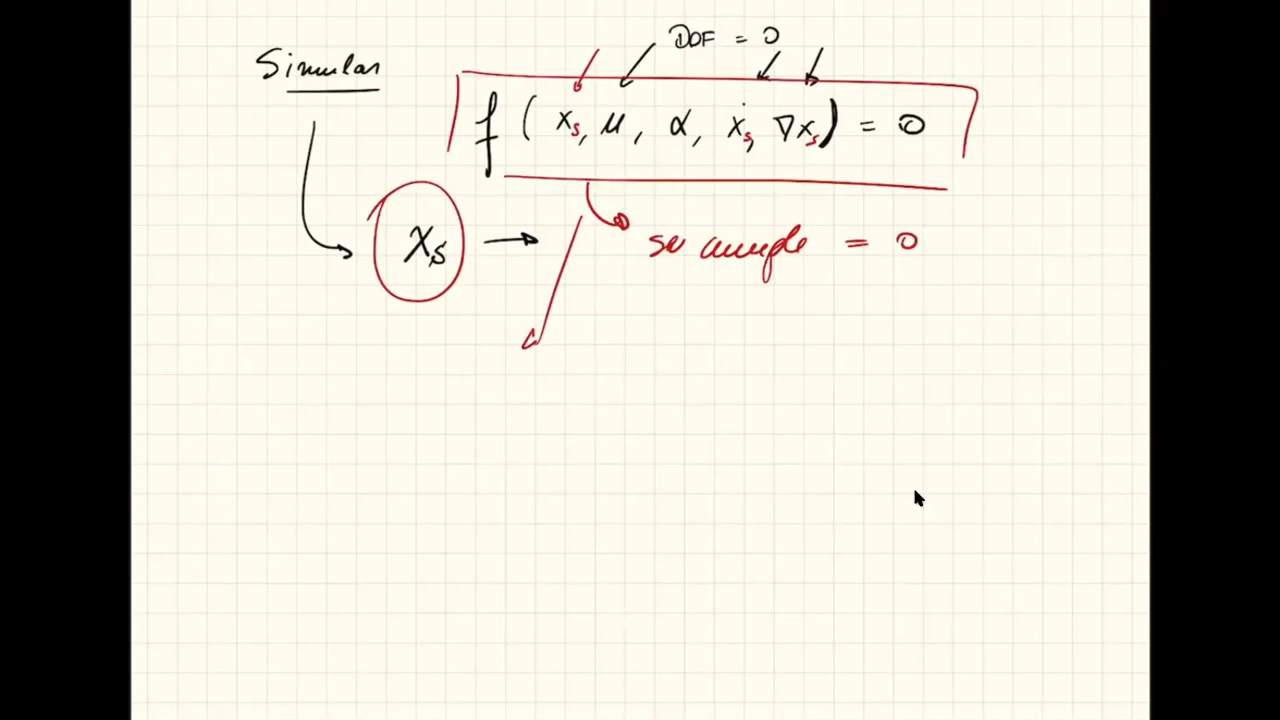 DOF = 0
Simular
f ( xₛ, μ, α, ẋₛ, ∇xₛ) = 0
xₛ →
se cumple = 0